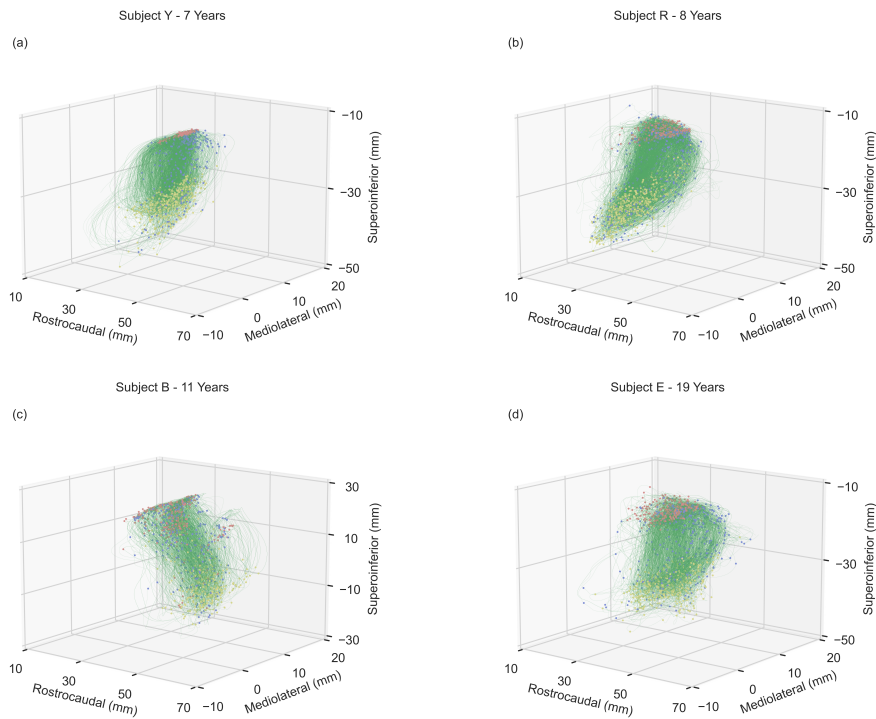 Subject Y - 7 Years
(a)
−10
−30
−50
Superoinferior (mm)
10
30
50
70
Rostrocaudal (mm)
−10
0
10
20
Mediolateral (mm)
Subject R - 8 Years
(b)
−10
−30
−50
Superoinferior (mm)
10
30
50
70
Rostrocaudal (mm)
−10
0
10
20
Mediolateral (mm)
Subject B - 11 Years
(c)
30
10
−10
−30
Superoinferior (mm)
10
30
50
70
Rostrocaudal (mm)
−10
0
10
20
Mediolateral (mm)
Subject E - 19 Years
(d)
−10
−30
−50
Superoinferior (mm)
10
30
50
70
Rostrocaudal (mm)
−10
0
10
20
Mediolateral (mm)